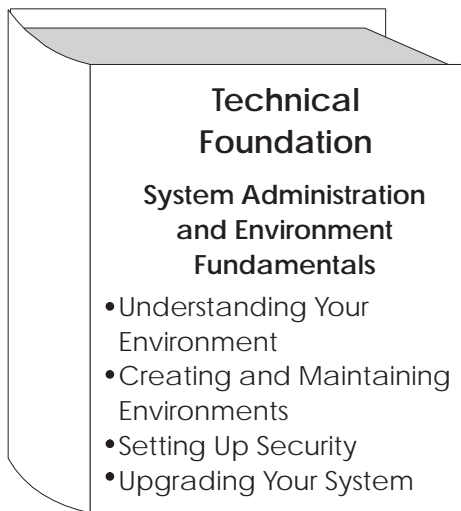 Technical
Foundation
System Administration
and Environment
Fundamentals
•Understanding Your
Environment
•Creating and Maintaining
Environments
•Setting Up Security
•Upgrading Your System